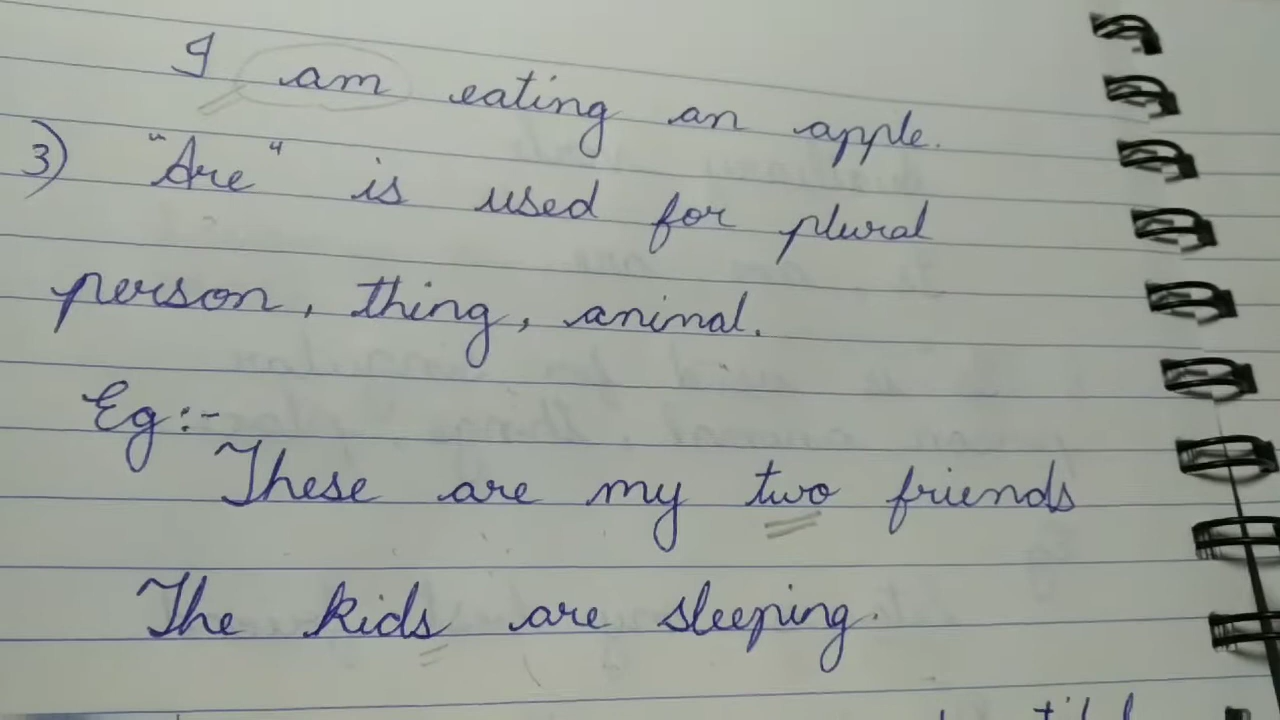 I am eating an apple.
3) "Are" is used for plural
person, thing, animal.
Eg:-
These are my two friends
The kids are sleeping.